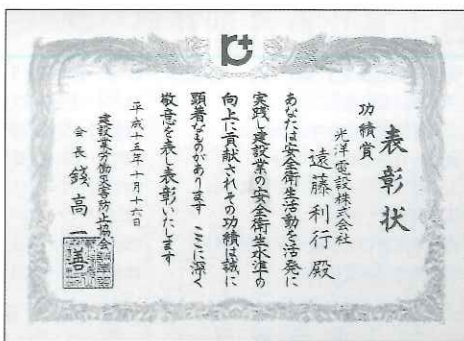 表彰状
功績賞
光洋電設株式会社
遠藤利行殿
あなたは安全衛生活動を活発に
実践し建設業の安全衛生水準の
向上に貢献されその功績は誠に
顕著なものがあります ここに深く
敬意を表し表彰いたします
平成十五年十月十六日
建設業労働災害防止協会
会長 錢高一善